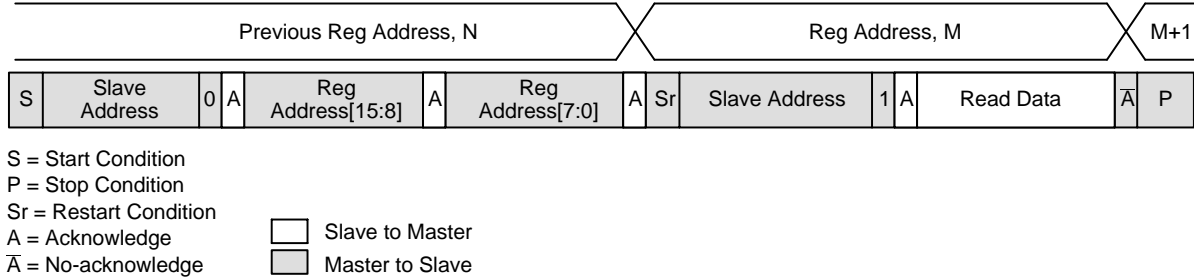 Previous Reg Address, N Reg Address, M M+1
S Slave Address 0 A Reg Address[15:8] A Reg Address[7:0] A Sr Slave Address 1 A Read Data A̅ P
S = Start Condition
P = Stop Condition
Sr = Restart Condition
A = Acknowledge
A̅ = No-acknowledge
Slave to Master
Master to Slave